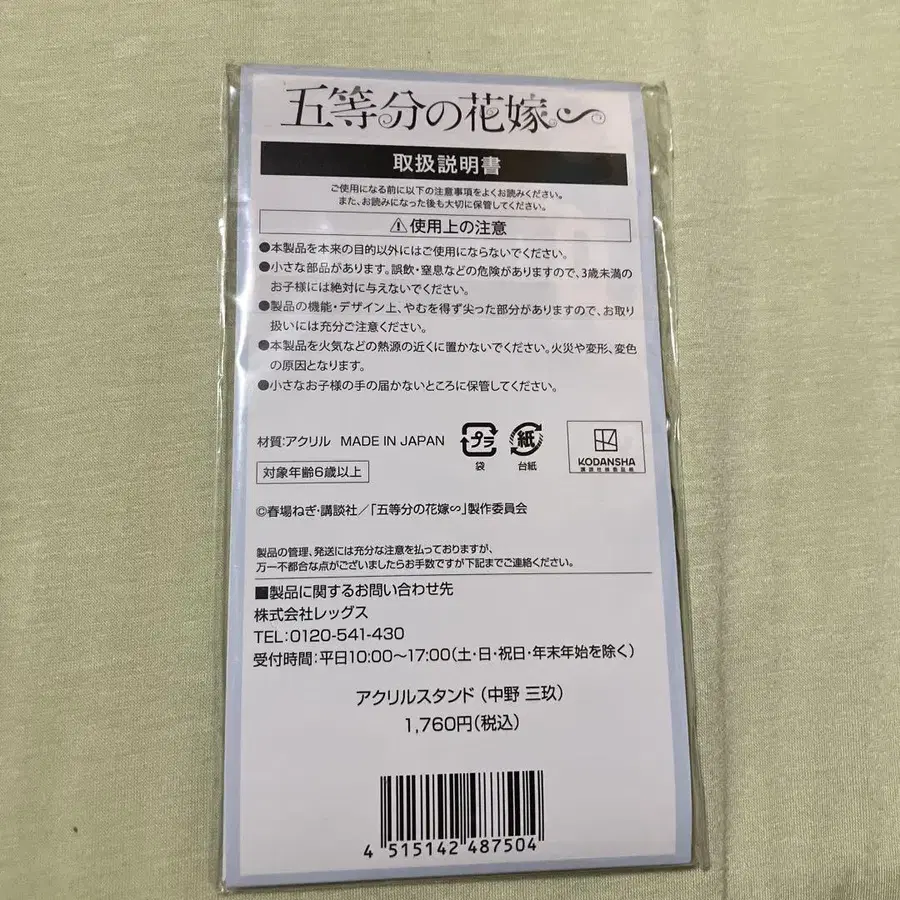 五等分の花嫁∽
取扱説明書
ご使用になる前に以下の注意事項をよくお読みください。
また、お読みになった後も大切に保管してください。
⚠使用上の注意
●本製品を本来の目的以外にはご使用にならないでください。
●小さな部品があります。誤飲・窒息などの危険がありますので、3歳未満の
お子様には絶対に与えないでください。
●製品の機能・デザイン上、やむを得ず尖った部分がありますので、お取り
扱いには充分ご注意ください。
●本製品を火気などの熱源の近くに置かないでください。火災や変形、変色
の原因となります。
●小さなお子様の手の届かないところに保管してください。
材質:アクリル MADE IN JAPAN
プラ
袋
紙
台紙
KODANSHA
対象年齢6歳以上
©春場ねぎ・講談社/「五等分の花嫁∽」製作委員会
製品の管理、発送には充分な注意を払っておりますが、
万一不都合な点がございましたらお手数ですが下記までご連絡ください。
■製品に関するお問い合わせ先
株式会社レッグス
TEL:0120-541-430
受付時間:平日10:00〜17:00(土・日・祝日・年末年始を除く)
アクリルスタンド(中野 三玖)
1,760円(税込)
4 515142 487504